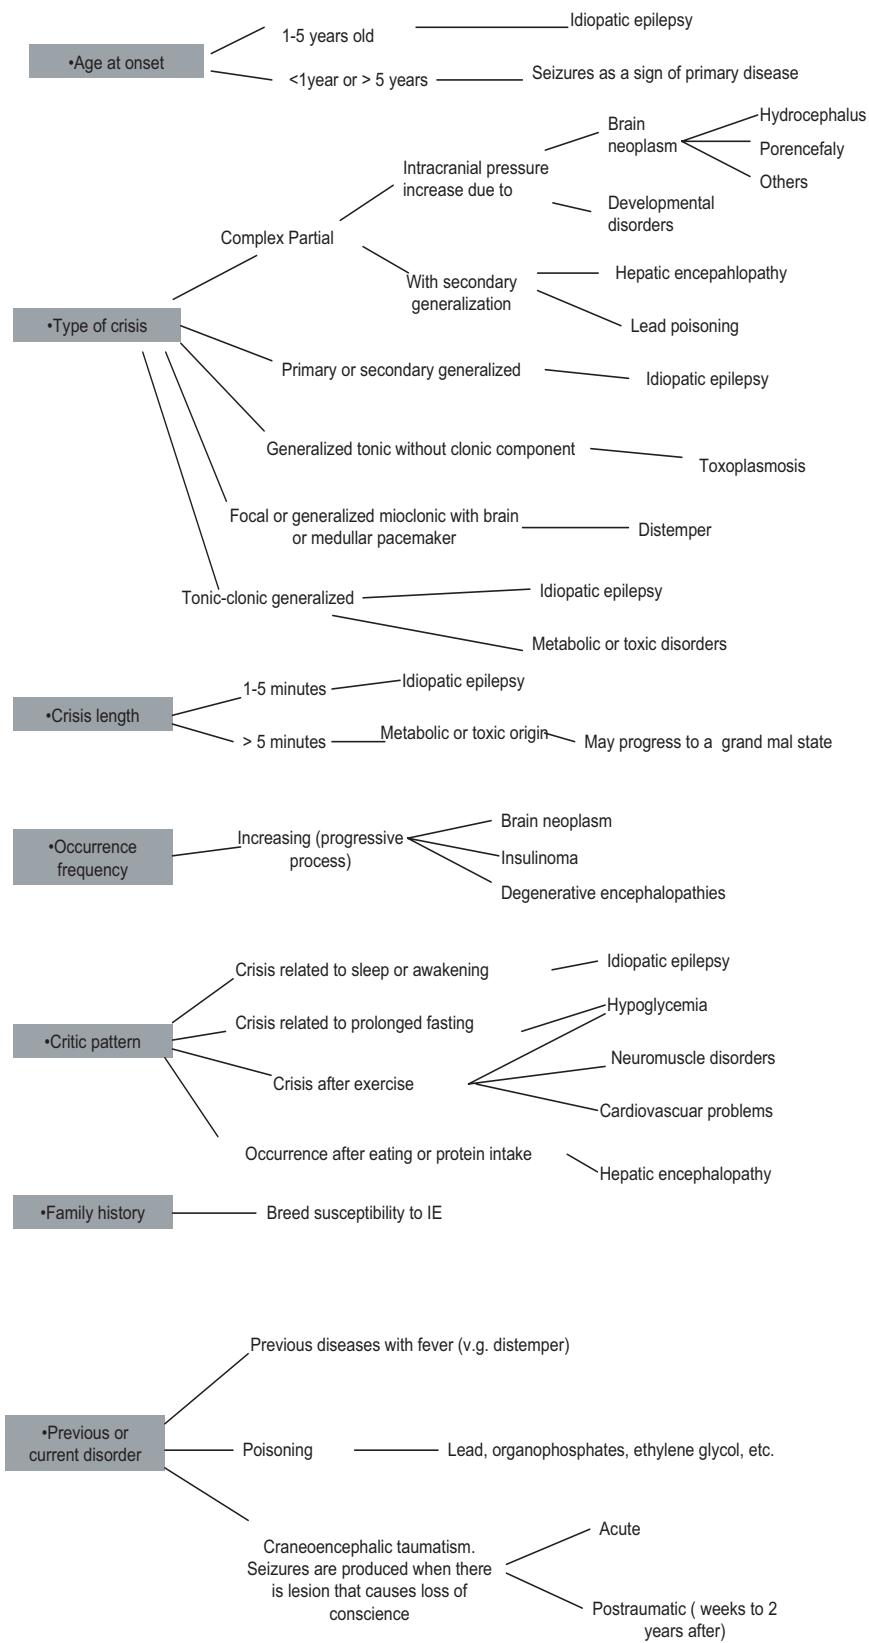 •Age at onset
1-5 years old
Idiopatic epilepsy
<1year or > 5 years
Seizures as a sign of primary disease
•Type of crisis
Complex Partial
Intracranial pressure
increase due to
Brain
neoplasm
Hydrocephalus
Porencefaly
Others
Developmental
disorders
With secondary
generalization
Hepatic encepahlopathy
Lead poisoning
Primary or secondary generalized
Idiopatic epilepsy
Generalized tonic without clonic component
Toxoplasmosis
Focal or generalized mioclonic with brain
or medullar pacemaker
Distemper
Tonic-clonic generalized
Idiopatic epilepsy
Metabolic or toxic disorders
•Crisis length
1-5 minutes
Idiopatic epilepsy
> 5 minutes
Metabolic or toxic origin
May progress to a grand mal state
•Occurrence
frequency
Increasing (progressive
process)
Brain neoplasm
Insulinoma
Degenerative encephalopathies
•Critic pattern
Crisis related to sleep or awakening
Idiopatic epilepsy
Crisis related to prolonged fasting
Hypoglycemia
Crisis after exercise
Neuromuscle disorders
Cardiovascuar problems
Occurrence after eating or protein intake
Hepatic encephalopathy
•Family history
Breed susceptibility to IE
•Previous or
current disorder
Previous diseases with fever (v.g. distemper)
Poisoning
Lead, organophosphates, ethylene glycol, etc.
Craneoencephalic taumatism.
Seizures are produced when there
is lesion that causes loss of
conscience
Acute
Postraumatic ( weeks to 2
years after)